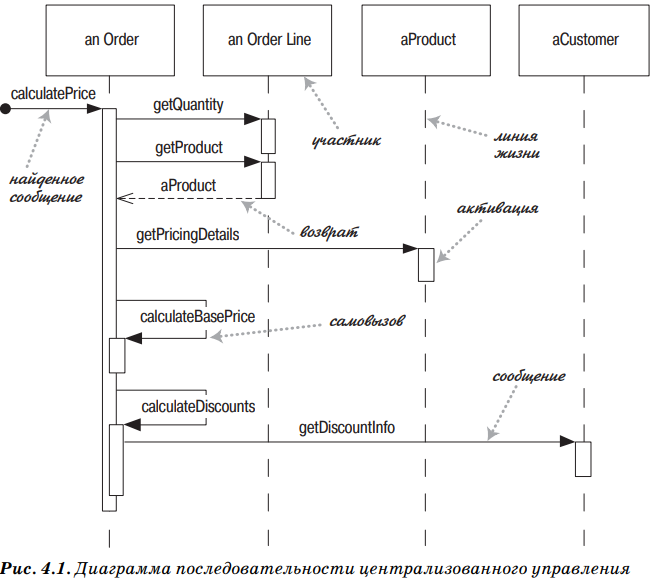 an Order
an Order Line
aProduct
aCustomer
calculatePrice
getQuantity
участник
линия
жизни
getProduct
найденное
сообщение
aProduct
возврат
активация
getPricingDetails
calculateBasePrice
самовызов
сообщение
calculateDiscounts
getDiscountInfo
Рис. 4.1. Диаграмма последовательности централизованного управления